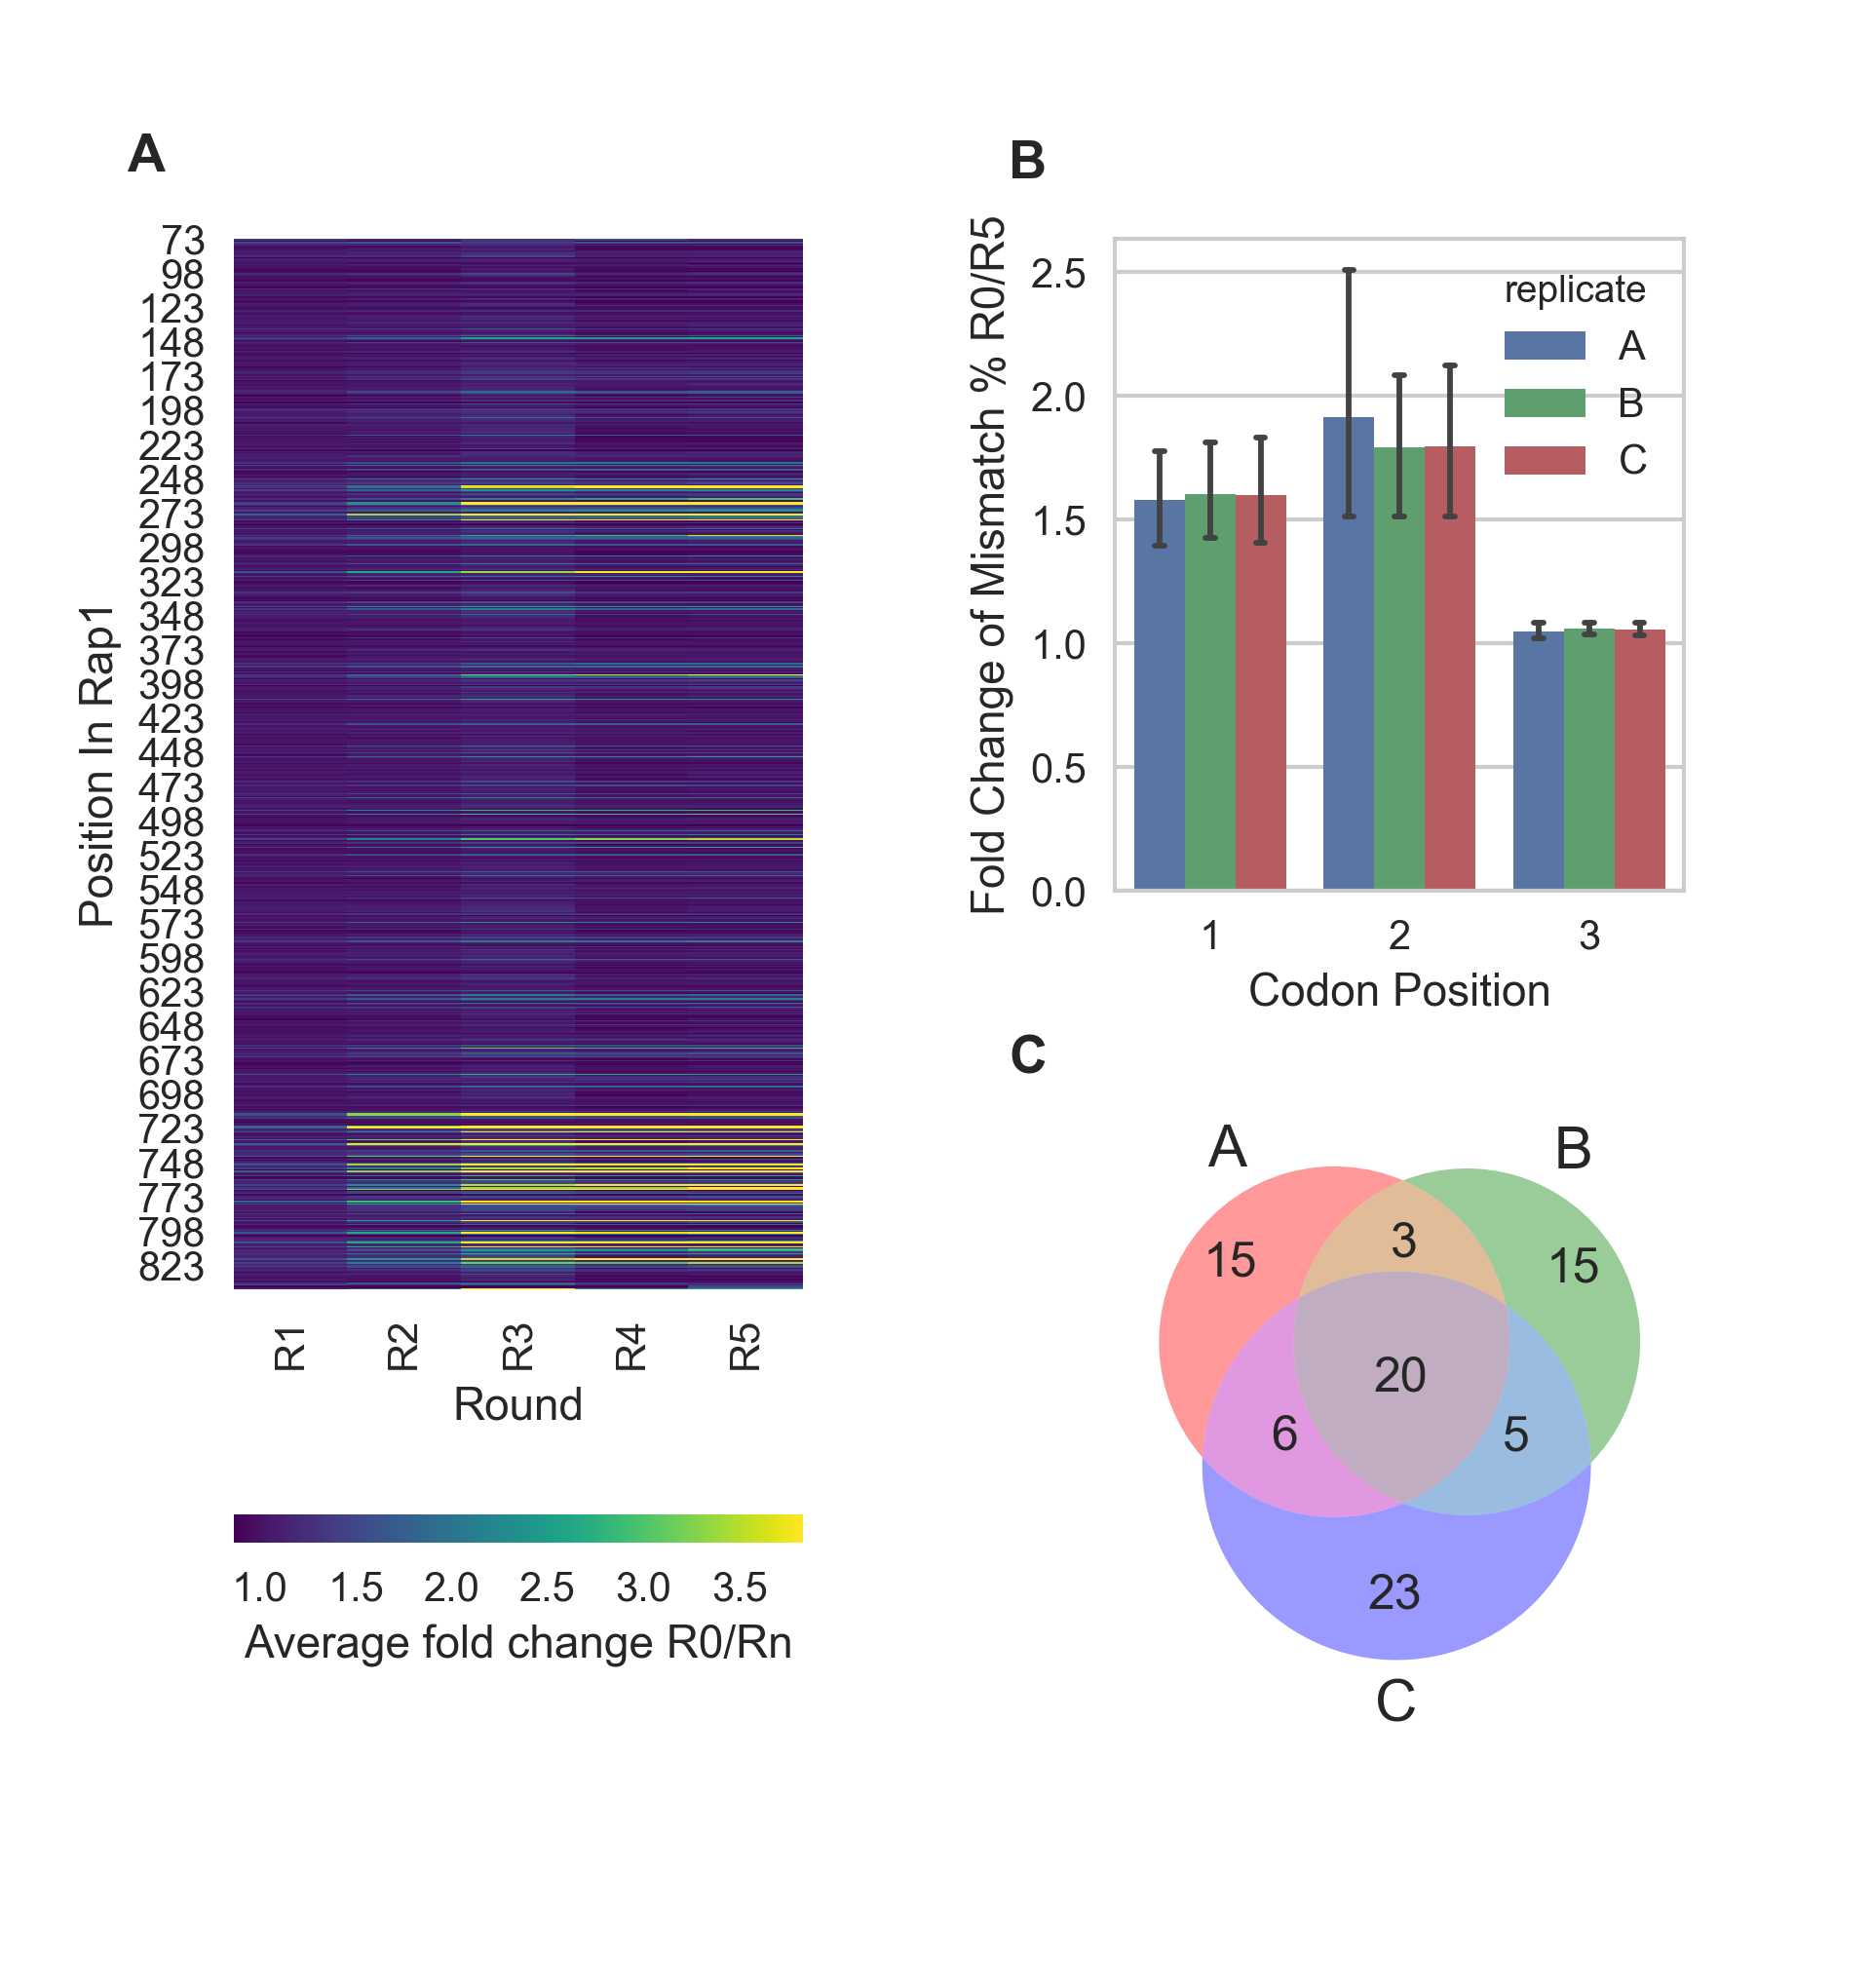 A
73
98
123
148
173
198
223
248
273
298
323
348
373
398
423
448
473
498
523
548
573
598
623
648
673
698
723
748
773
798
823
Position In Rap1
R1 R2 R3 R4 R5
Round
1.0 1.5 2.0 2.5 3.0 3.5
Average fold change R0/Rn
B
Fold Change of Mismatch % R0/R5
2.5
2.0
1.5
1.0
0.5
0.0
replicate
A
B
C
1 2 3
Codon Position
C
A B
15 3 15
20
6 5
23
C